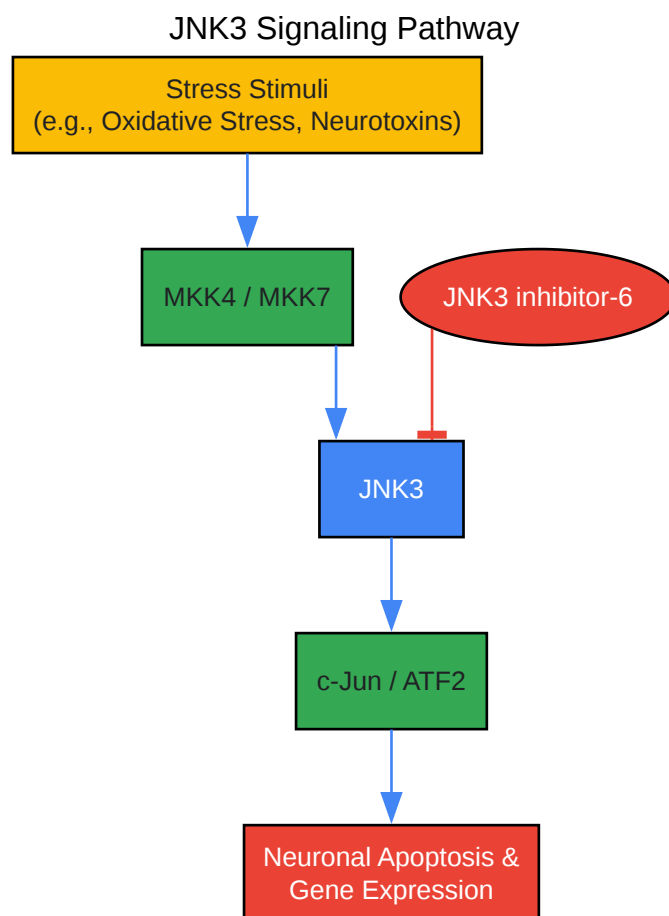 JNK3 Signaling Pathway
Stress Stimuli
(e.g., Oxidative Stress, Neurotoxins)
MKK4 / MKK7
JNK3 inhibitor-6
JNK3
c-Jun / ATF2
Neuronal Apoptosis &
Gene Expression